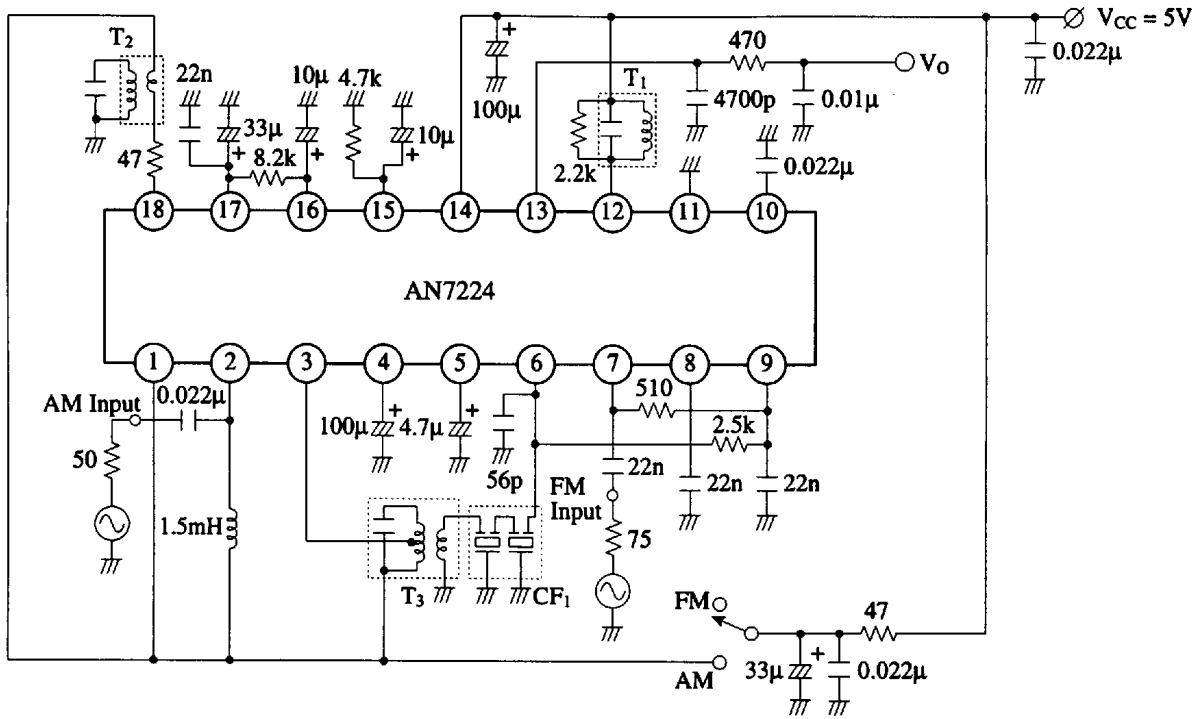 T2
22n
10μ
4.7k
33μ
10μ
8.2k
47
100μ
T1
2.2k
470
VCC = 5V
0.022μ
VO
4700p
0.01μ
0.022μ
18
17
16
15
14
13
12
11
10
AN7224
1
2
3
4
5
6
7
8
9
AM Input
0.022μ
50
1.5mH
100μ
4.7μ
56p
510
2.5k
22n
22n
22n
FM
Input
75
T3
CF1
FM
AM
47
33μ
0.022μ
+
+
+
+
+
+
+